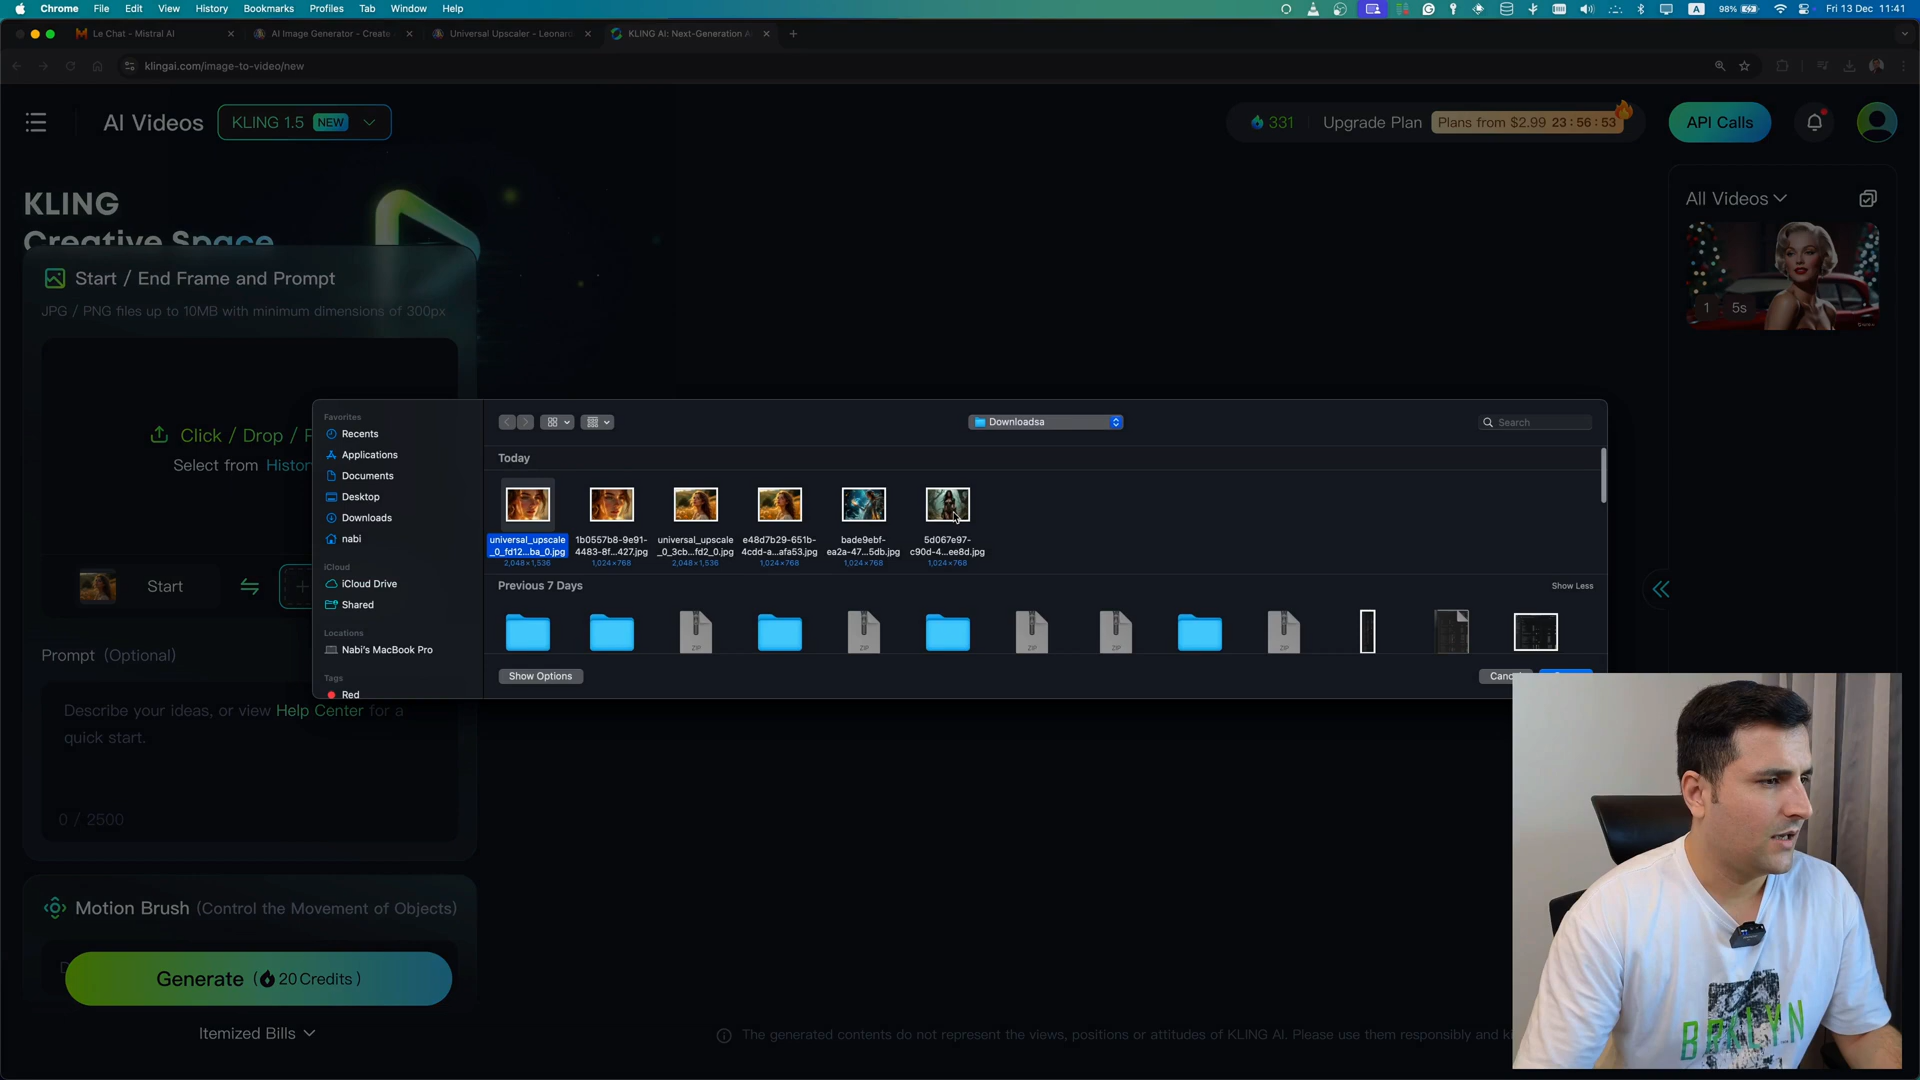 Chrome File Edit View History Bookmarks Profiles Tab Window Help
A 98% Fri 13 Dec 11:41
Le Chat - Mistral AI
AI Image Generator - Create
Universal Upscaler - Leonard
KLING AI: Next-Generation A
klingai.com/image-to-video/new
AI Videos
KLING 1.5 NEW
331
Upgrade Plan
Plans from $2.99 23 : 56 : 53
API Calls
KLING
Creative Space
All Videos
1 5s
Start / End Frame and Prompt
JPG / PNG files up to 10MB with minimum dimensions of 300px
Click / Drop /
Select from Histor
Start
Prompt (Optional)
Describe your ideas, or view Help Center for a
quick start.
0 / 2500
Motion Brush (Control the Movement of Objects)
Generate ( 20 Credits )
Itemized Bills
Favorites
Recents
Applications
Documents
Desktop
Downloads
nabi
iCloud
iCloud Drive
Shared
Locations
Nabi's MacBook Pro
Tags
Red
Downloadsa
Search
Today
universal_upscale
_0_fd12...ba_0.jpg
2,048×1,536
1b0557b8-9e91-
4483-8f...427.jpg
1,024×768
universal_upscale
_0_3cb...fd2_0.jpg
2,048×1,536
e48d7b29-651b-
4cdd-a...afa53.jpg
1,024×768
bade9ebf-
ea2a-47...5db.jpg
1,024×768
5d067e97-
c90d-4...ee8d.jpg
1,024×768
Previous 7 Days
Show Less
ZIP
ZIP
ZIP
ZIP
ZIP
Show Options
Canc
The generated contents do not represent the views, positions or attitudes of KLING AI. Please use them responsibly and k
BRKLYN